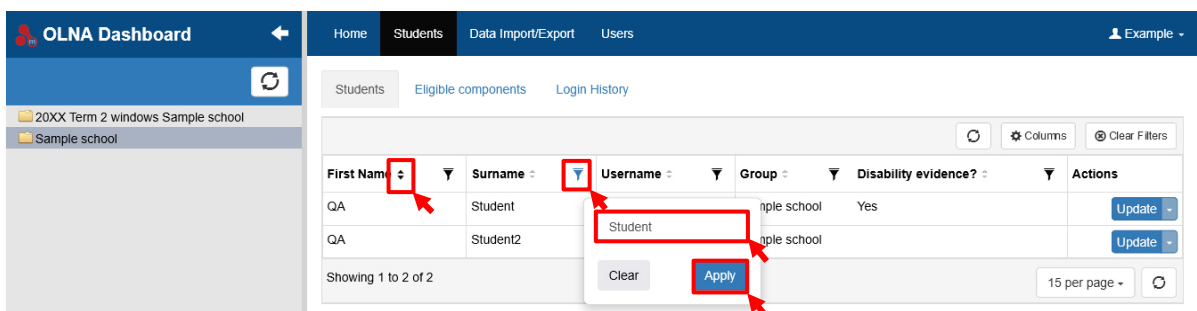 OLNA Dashboard
Home Students Data Import/Export Users Example
Students Eligible components Login History
20XX Term 2 windows Sample school
Sample school
Columns Clear Filters
First Name Surname Username Group Disability evidence? Actions
QA Student school Yes Update
Student
QA Student2 school Update
Clear Apply
Showing 1 to 2 of 2 15 per page